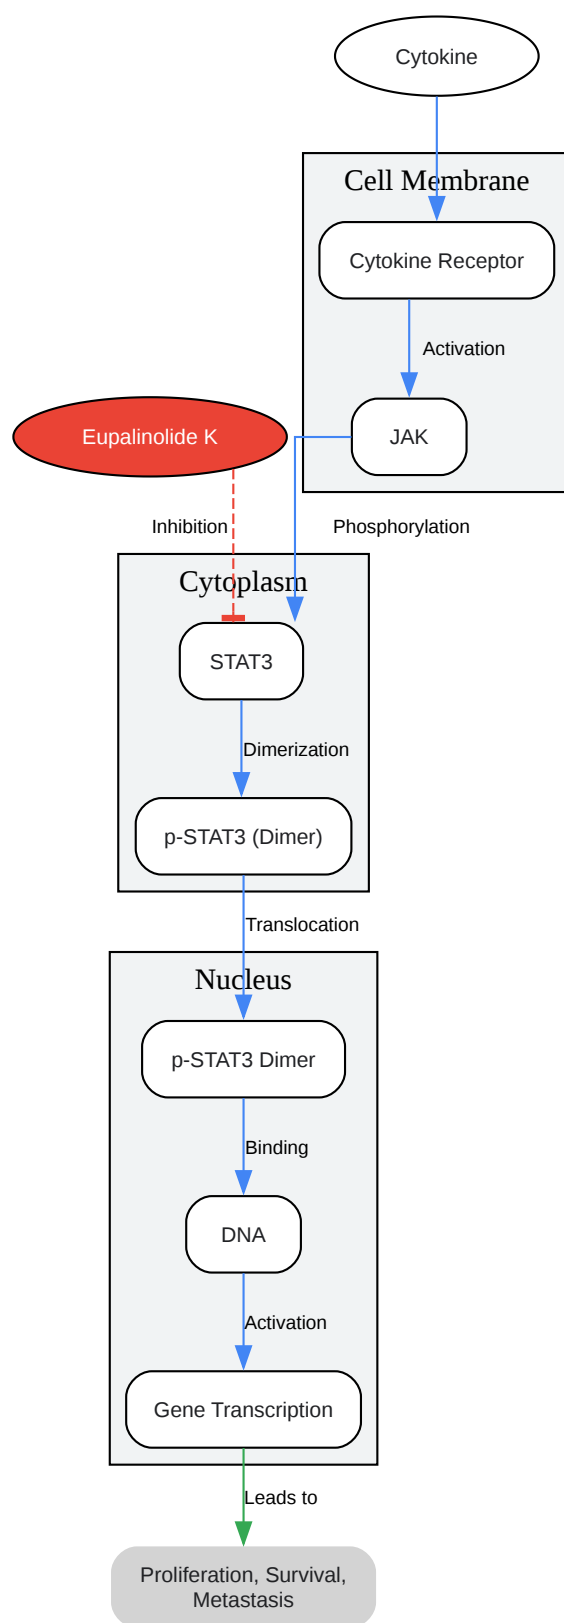 Cytokine
Cell Membrane
Cytokine Receptor
Activation
JAK
Eupalinolide K
Inhibition
Phosphorylation
Cytoplasm
STAT3
Dimerization
p-STAT3 (Dimer)
Translocation
Nucleus
p-STAT3 Dimer
Binding
DNA
Activation
Gene Transcription
Leads to
Proliferation, Survival,
Metastasis